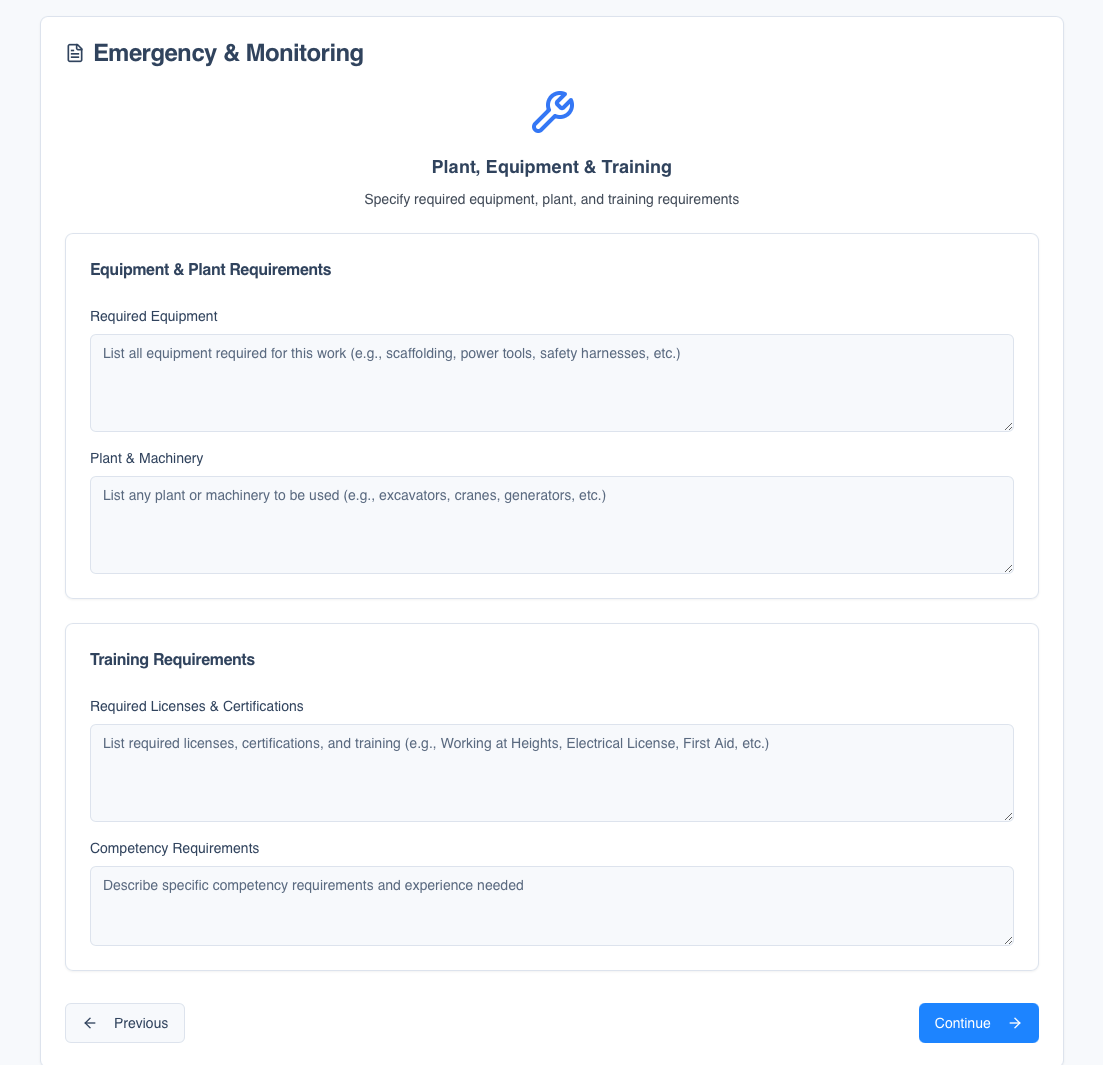 Emergency & Monitoring
Plant, Equipment & Training
Specify required equipment, plant, and training requirements
Equipment & Plant Requirements
Required Equipment
List all equipment required for this work (e.g., scaffolding, power tools, safety harnesses, etc.)
Plant & Machinery
List any plant or machinery to be used (e.g., excavators, cranes, generators, etc.)
Training Requirements
Required Licenses & Certifications
List required licenses, certifications, and training (e.g., Working at Heights, Electrical License, First Aid, etc.)
Competency Requirements
Describe specific competency requirements and experience needed
Previous
Continue